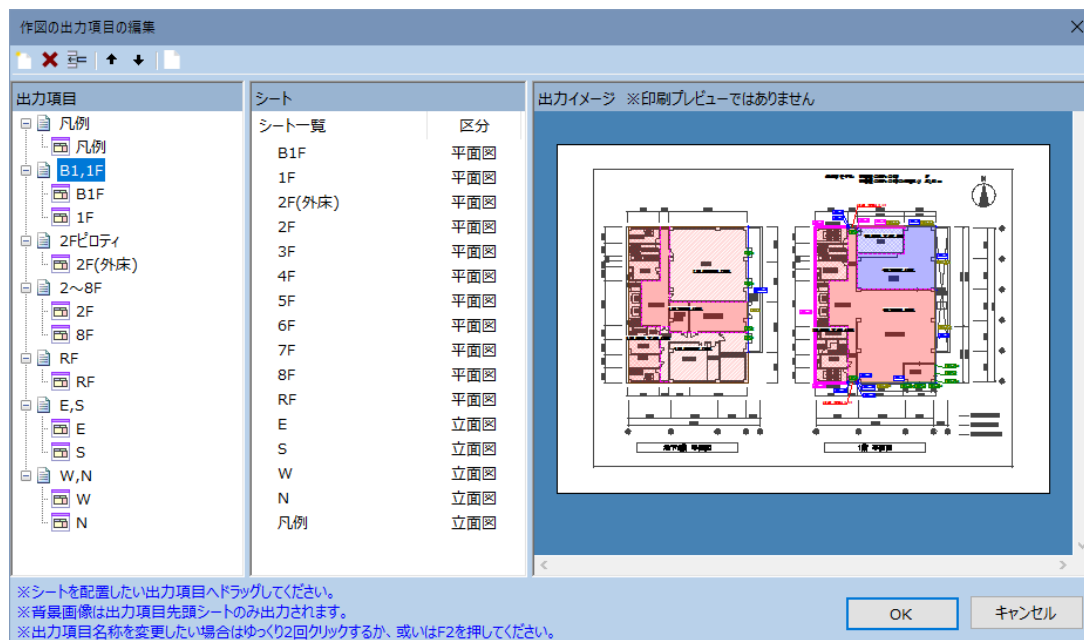 作図の出力項目の編集
出力項目
凡例
凡例
B1,1F
B1F
1F
2Fピロティ
2F(外床)
2～8F
2F
8F
RF
RF
E,S
E
S
W,N
W
N
シート
シート一覧 区分
B1F 平面図
1F 平面図
2F(外床) 平面図
2F 平面図
3F 平面図
4F 平面図
5F 平面図
6F 平面図
7F 平面図
8F 平面図
RF 平面図
E 立面図
S 立面図
W 立面図
N 立面図
凡例 立面図
出力イメージ ※印刷プレビューではありません
1階 平面図
※シートを配置したい出力項目へドラッグしてください。
※背景画像は出力項目先頭シートのみ出力されます。
※出力項目名称を変更したい場合はゆっくり2回クリックするか、或いはF2を押してください。
OK
キャンセル